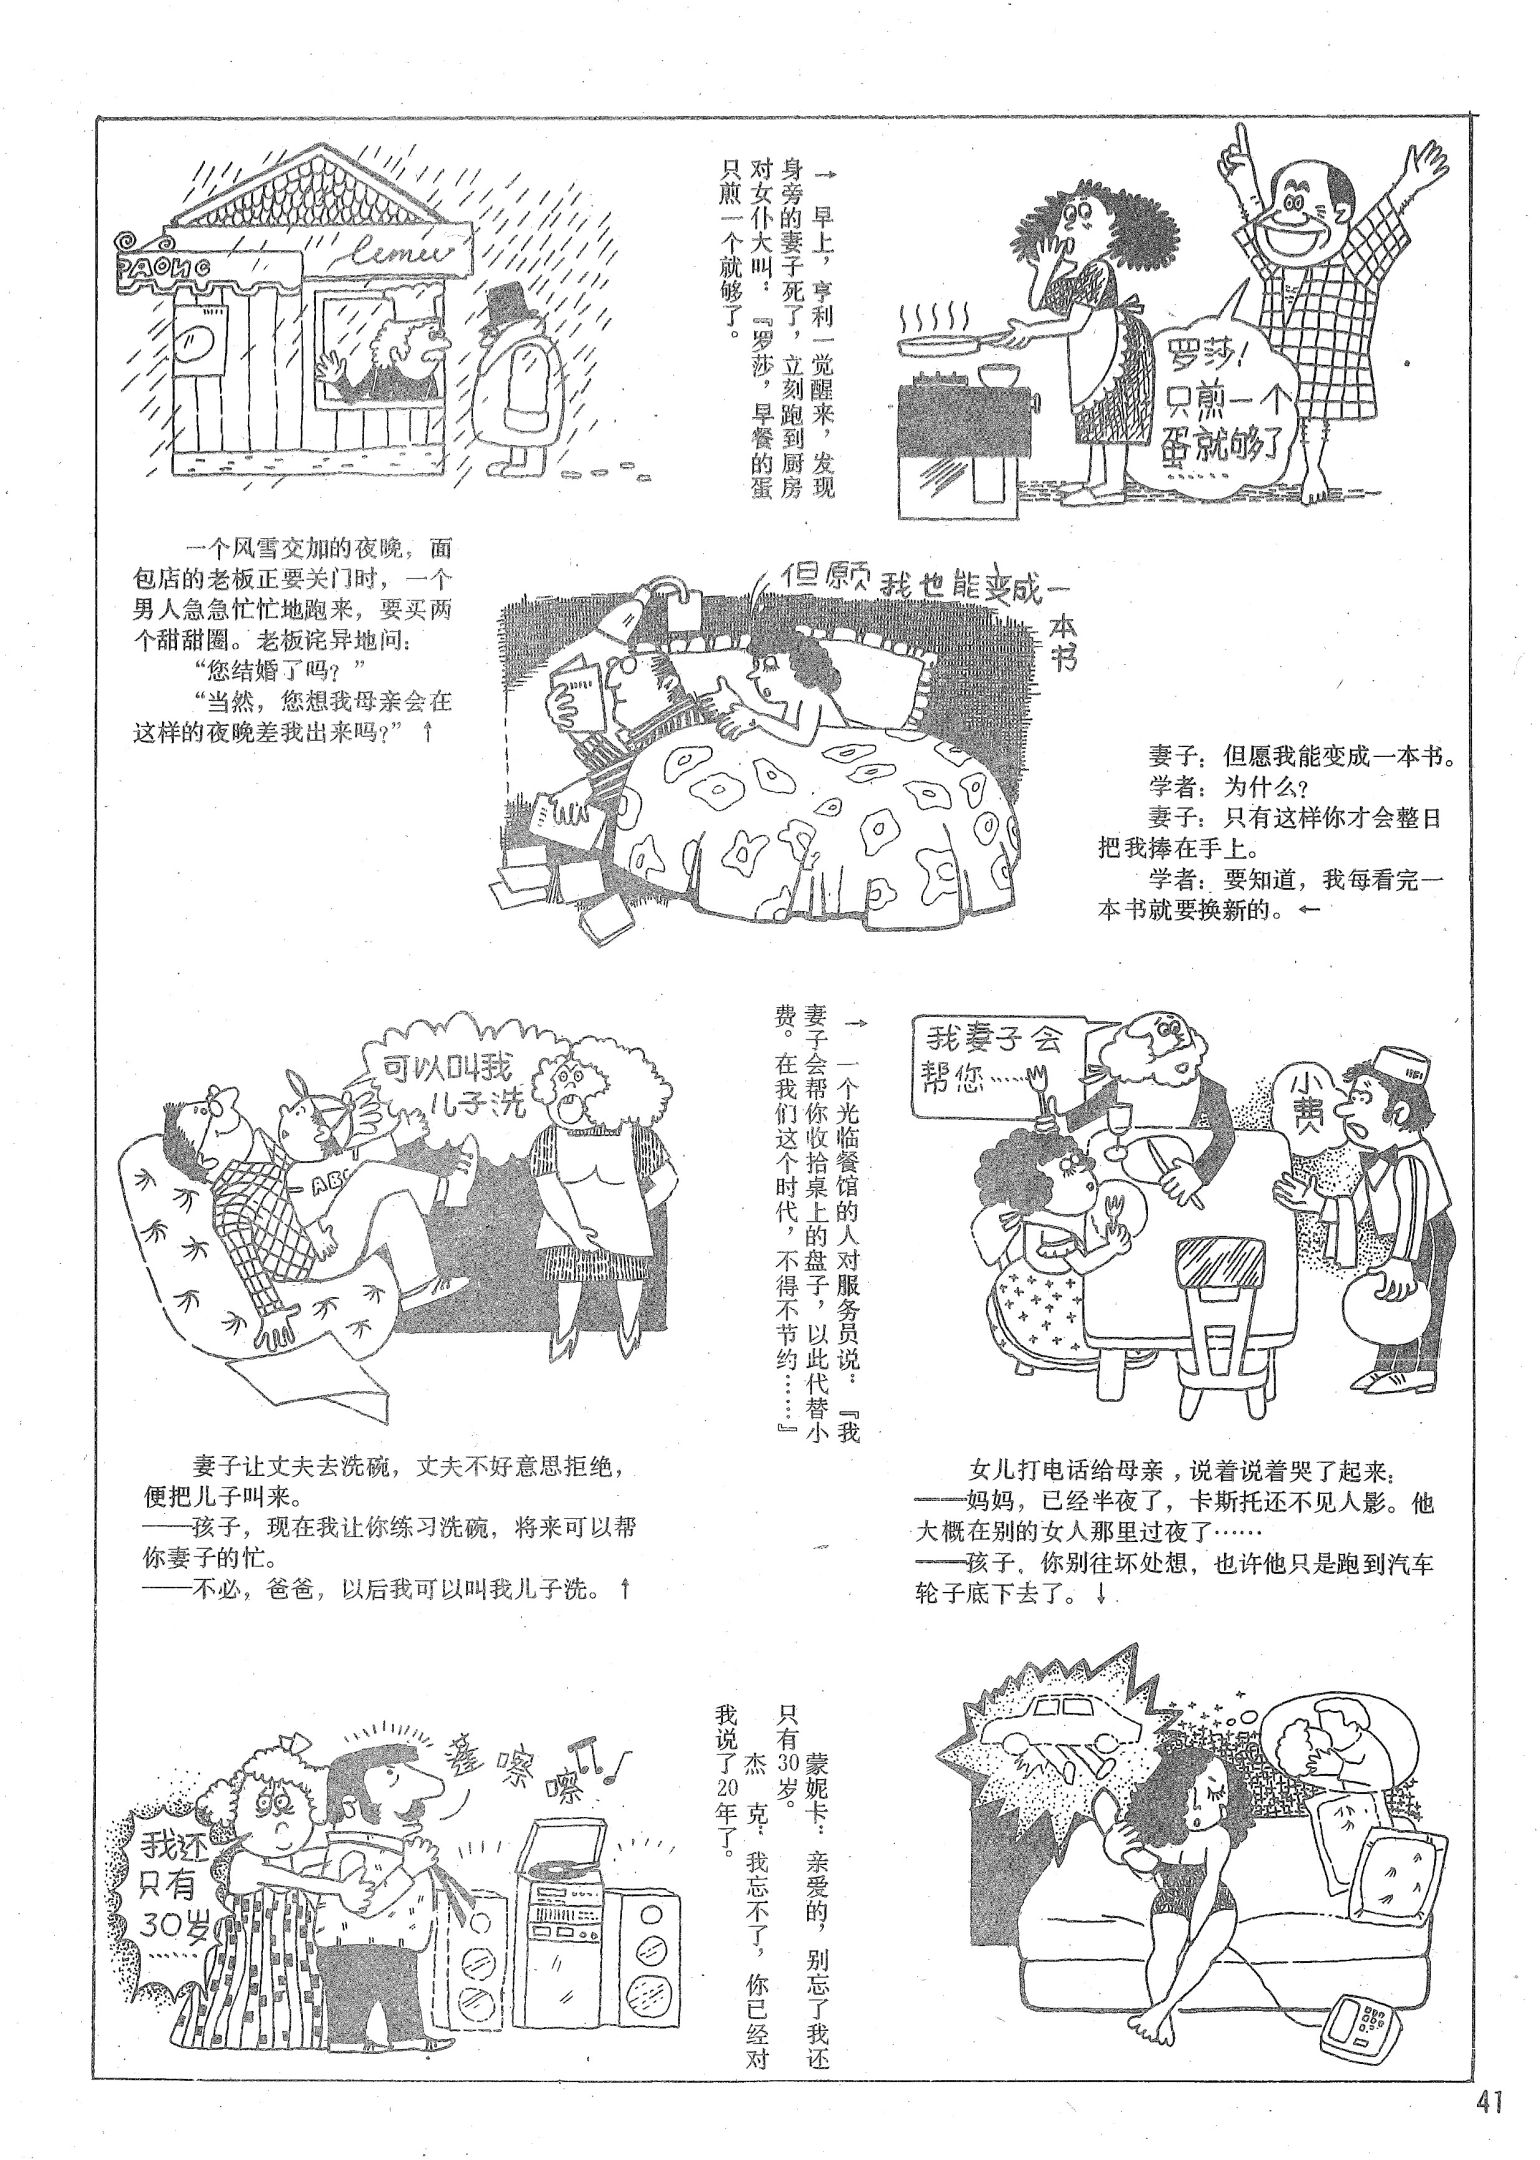 → 早上，亨利一觉醒来，发现
身旁的妻子死了，立刻跑到厨房
对女仆大叫：『罗莎，早餐的蛋
只煎一个就够了。
罗莎！
只煎一个
蛋就够了
……
一个风雪交加的夜晚，面
包店的老板正要关门时，一个
男人急急忙忙地跑来，要买两
个甜甜圈。老板诧异地问：
“您结婚了吗？”
“当然，您想我母亲会在
这样的夜晚差我出来吗？”↑
但愿我也能变成一
本书
妻子：但愿我能变成一本书。
学者：为什么？
妻子：只有这样你才会整日
把我捧在手上。
学者：要知道，我每看完一
本书就要换新的。←
可以叫我
儿子洗
ABC
→ 一个光临餐馆的人对服务员说：『我
妻子会帮你收拾桌上的盘子，以此代替小
费。在我们这个时代，不得不节约……』
我妻子会
帮您……
小费
妻子让丈夫去洗碗，丈夫不好意思拒绝，
便把儿子叫来。
——孩子，现在我让你练习洗碗，将来可以帮
你妻子的忙。
——不必，爸爸，以后我可以叫我儿子洗。↑
女儿打电话给母亲，说着说着哭了起来：
——妈妈，已经半夜了，卡斯托还不见人影。他
大概在别的女人那里过夜了……
——孩子，你别往坏处想，也许他只是跑到汽车
轮子底下去了。↓
蓬嚓嚓
我还
只有
30岁
……
蒙妮卡：亲爱的，别忘了我还
只有30岁。
杰　克：我忘不了，你已经对
我说了20年了。
41